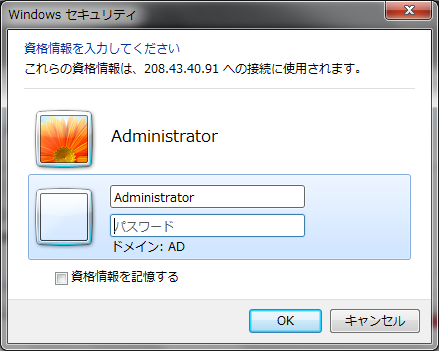 Windows セキュリティ
資格情報を入力してください
これらの資格情報は、208.43.40.91 への接続に使用されます。
Administrator
Administrator
パスワード
ドメイン: AD
資格情報を記憶する
OK
キャンセル